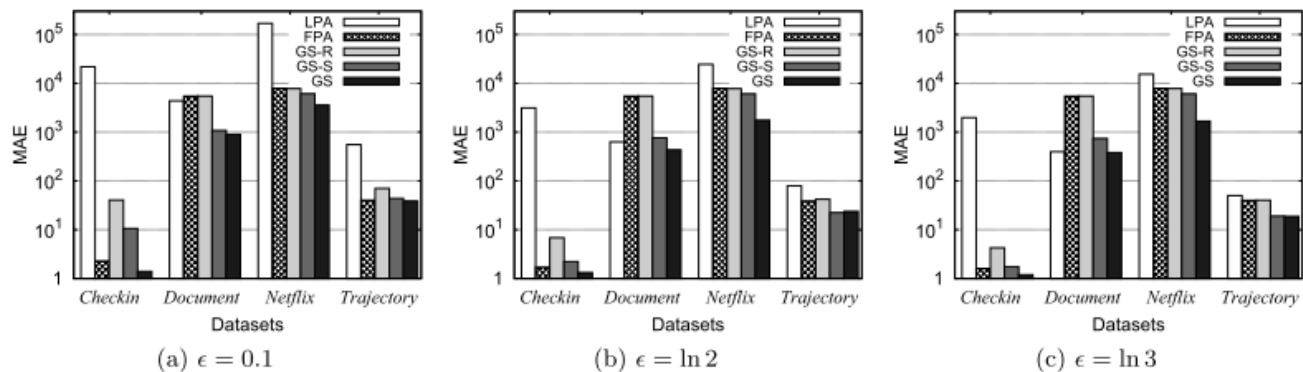 10^5
10^4
10^3
10^2
10^1
1
MAE
LPA
FPA
GS-R
GS-S
GS
Checkin Document Netflix Trajectory
Datasets
(a) ϵ = 0.1
10^5
10^4
10^3
10^2
10^1
1
MAE
LPA
FPA
GS-R
GS-S
GS
Checkin Document Netflix Trajectory
Datasets
(b) ϵ = ln 2
10^5
10^4
10^3
10^2
10^1
1
MAE
LPA
FPA
GS-R
GS-S
GS
Checkin Document Netflix Trajectory
Datasets
(c) ϵ = ln 3